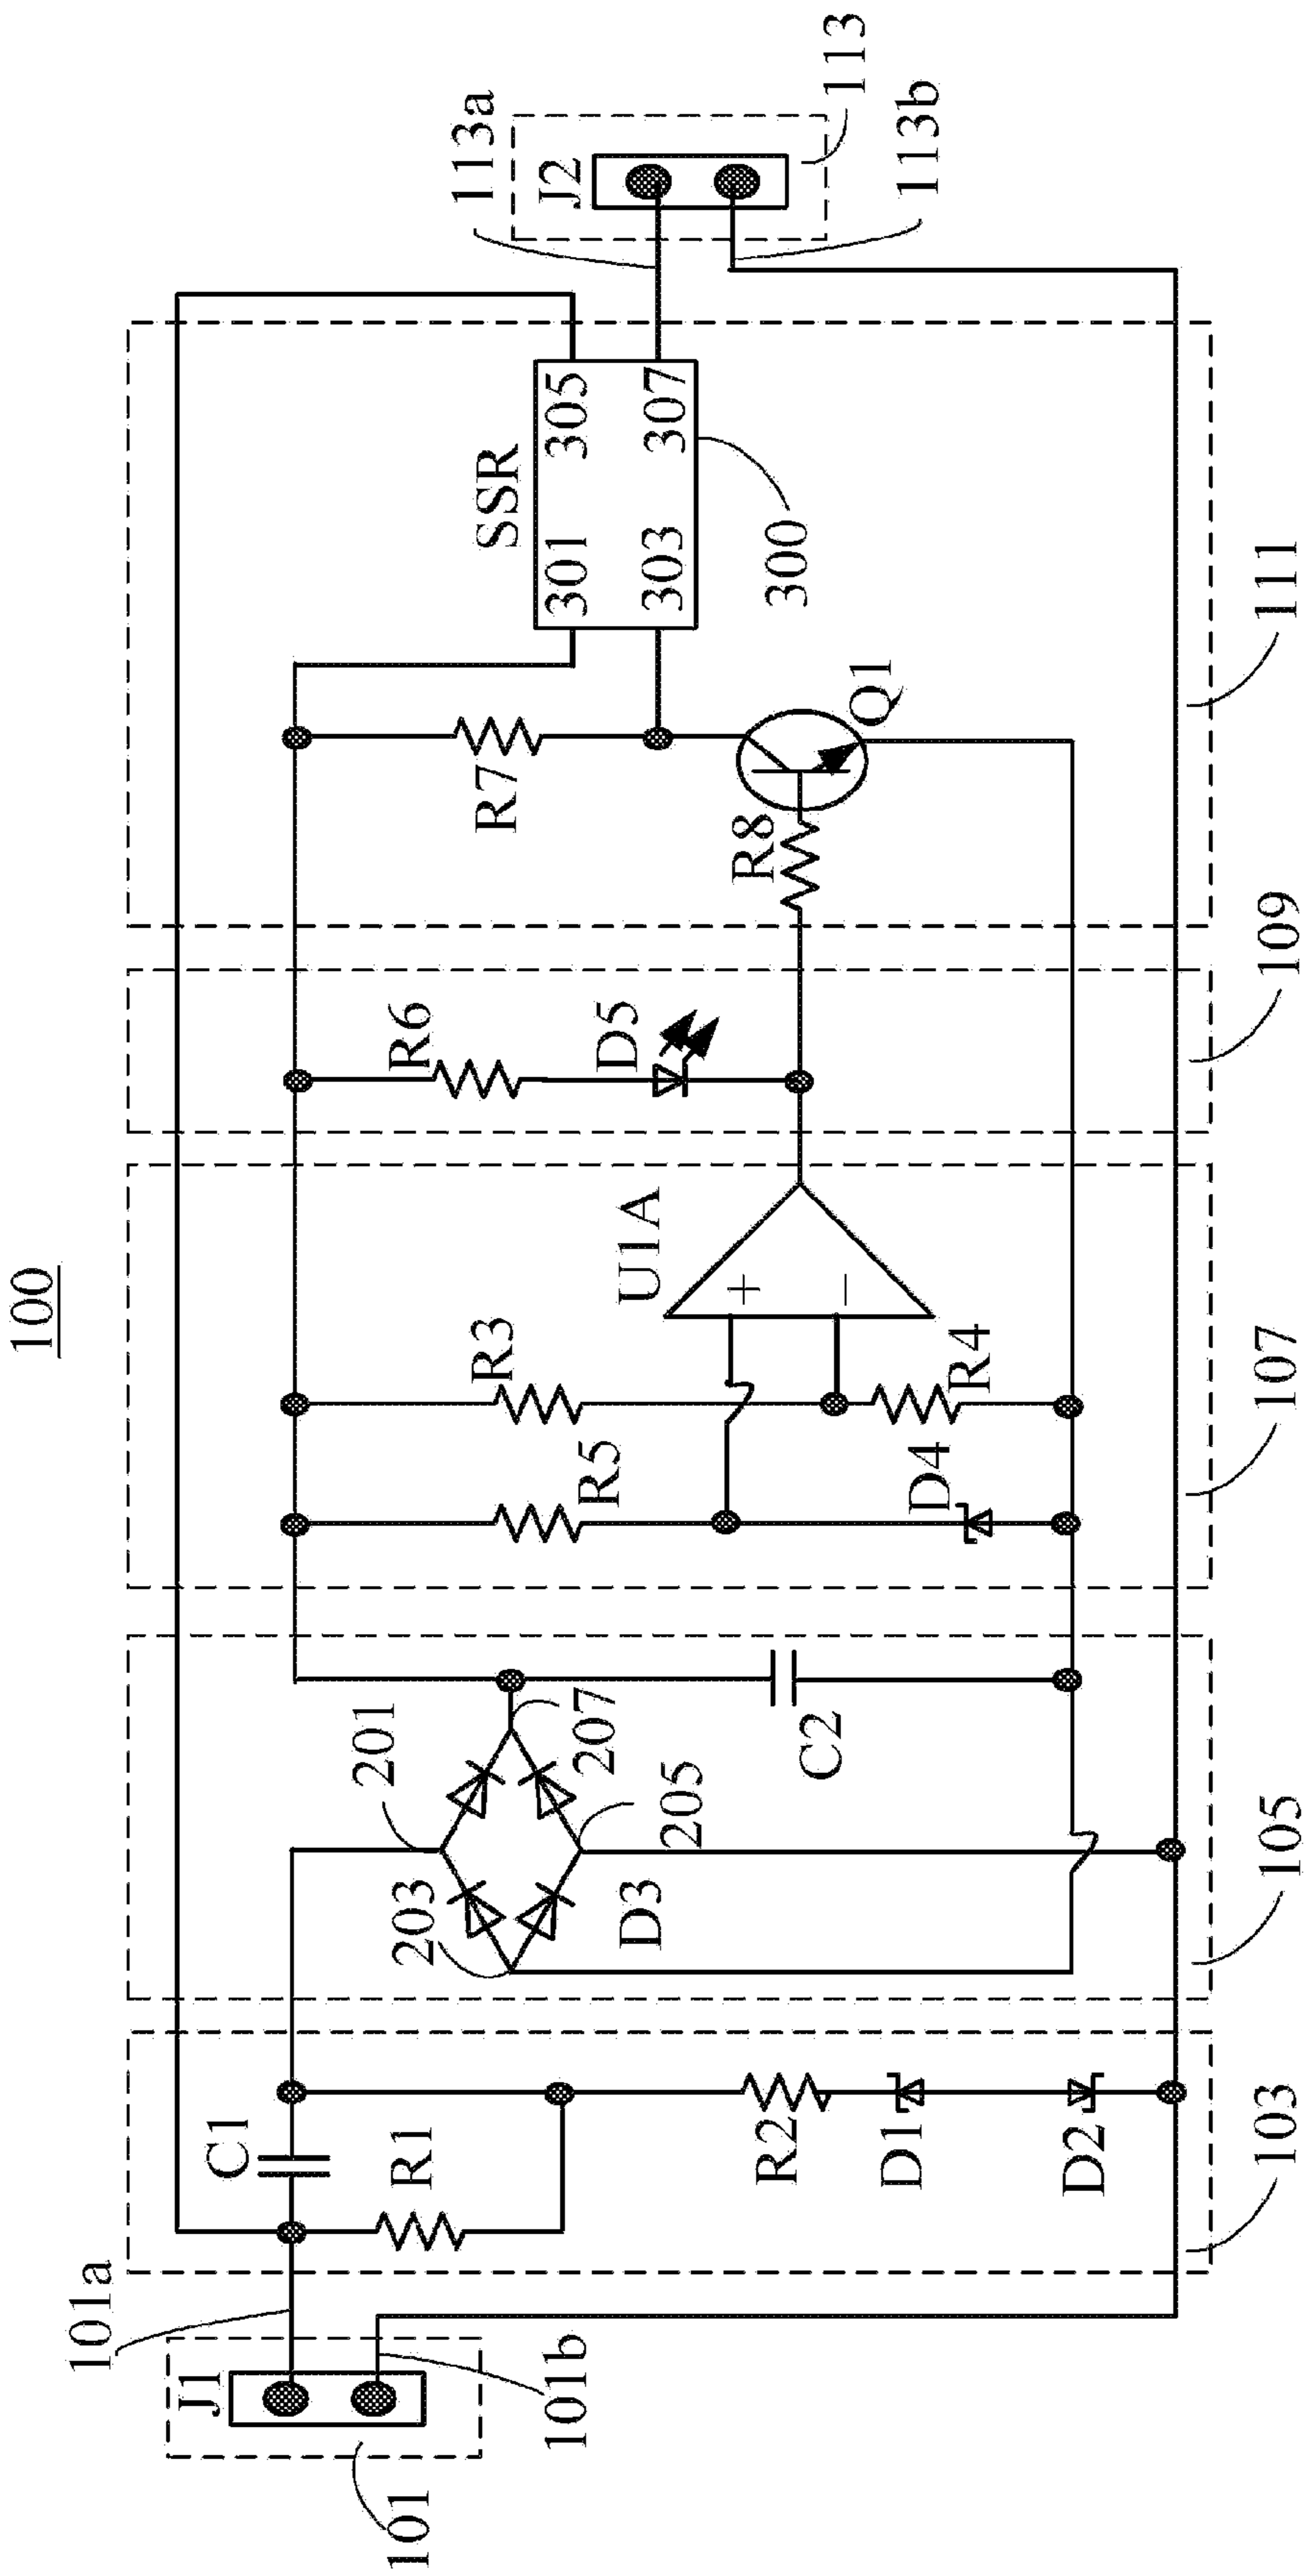 100
J1
101a
101b
101
C1
R1
R2
D1
D2
103
201
203
205
207
D3
C2
105
R5
R3
D4
R4
U1A
+
−
107
R6
D5
109
R7
R8
Q1
SSR
301 305
303 307
300
111
113a
J2
113
113b